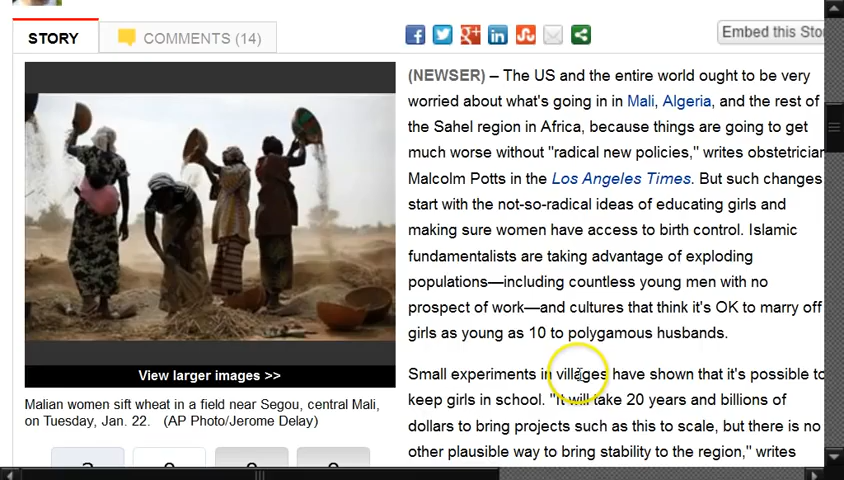 STORY
COMMENTS (14)
Embed this Stor
(NEWSER) – The US and the entire world ought to be very
worried about what's going in in Mali, Algeria, and the rest of
the Sahel region in Africa, because things are going to get
much worse without "radical new policies," writes obstetrician
Malcolm Potts in the Los Angeles Times. But such changes
start with the not-so-radical ideas of educating girls and
making sure women have access to birth control. Islamic
fundamentalists are taking advantage of exploding
populations—including countless young men with no
prospect of work—and cultures that think it's OK to marry off
girls as young as 10 to polygamous husbands.
Small experiments in villages have shown that it's possible to
keep girls in school. "It will take 20 years and billions of
dollars to bring projects such as this to scale, but there is no
other plausible way to bring stability to the region," writes
View larger images >>
Malian women sift wheat in a field near Segou, central Mali,
on Tuesday, Jan. 22. (AP Photo/Jerome Delay)